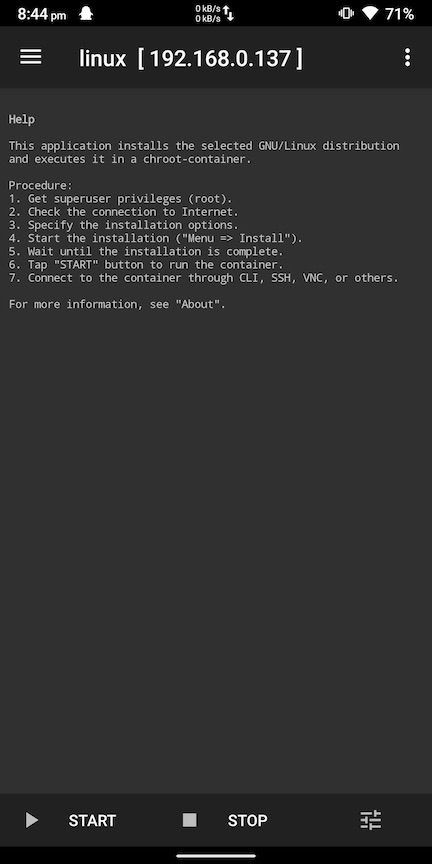 8:44 pm 0 kB/s 71%
0 kB/s
linux [ 192.168.0.137 ]
Help
This application installs the selected GNU/Linux distribution
and executes it in a chroot-container.
Procedure:
1. Get superuser privileges (root).
2. Check the connection to Internet.
3. Specify the installation options.
4. Start the installation ("Menu => Install").
5. Wait until the installation is complete.
6. Tap "START" button to run the container.
7. Connect to the container through CLI, SSH, VNC, or others.
For more information, see "About".
START STOP